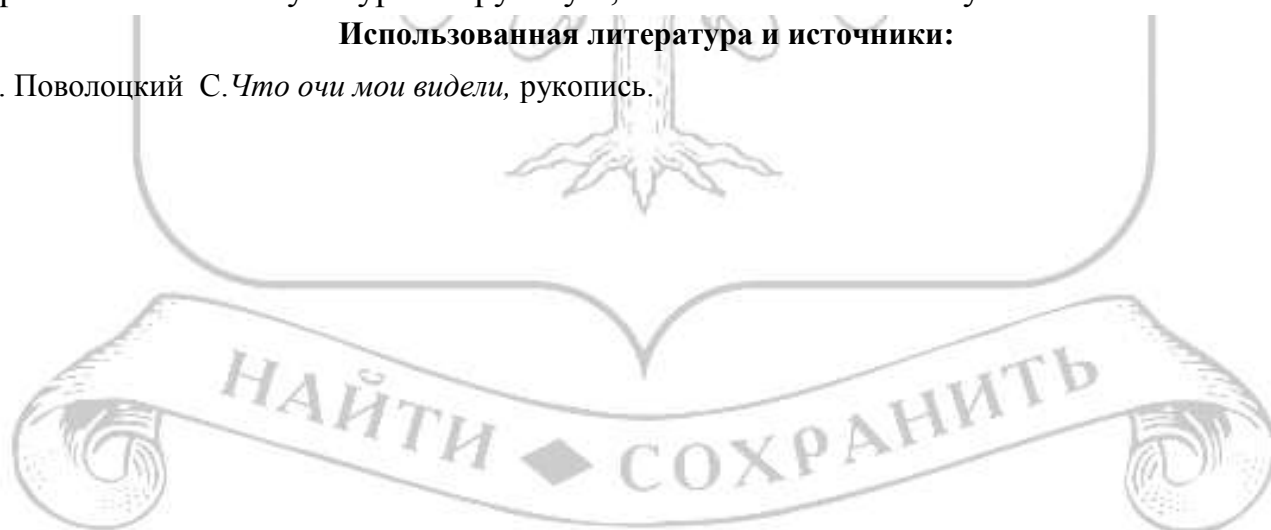 Использованная литература и источники:
. Поволоцкий С.Что очи мои видели, рукопись.
НАЙТИ ◆ СОХРАНИТЬ